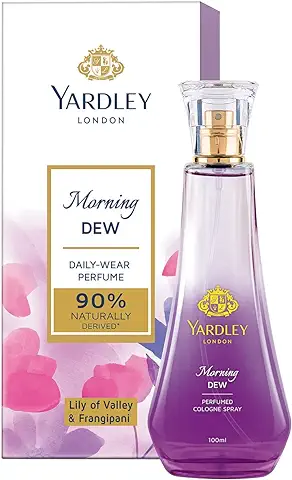 YARDLEY
LONDON
Morning
DEW
DAILY-WEAR
PERFUME
90%
NATURALLY
DERIVED*
Lily of Valley
& Frangipani
YARDLEY
LONDON
Morning
DEW
PERFUMED
COLOGNE SPRAY
100ml